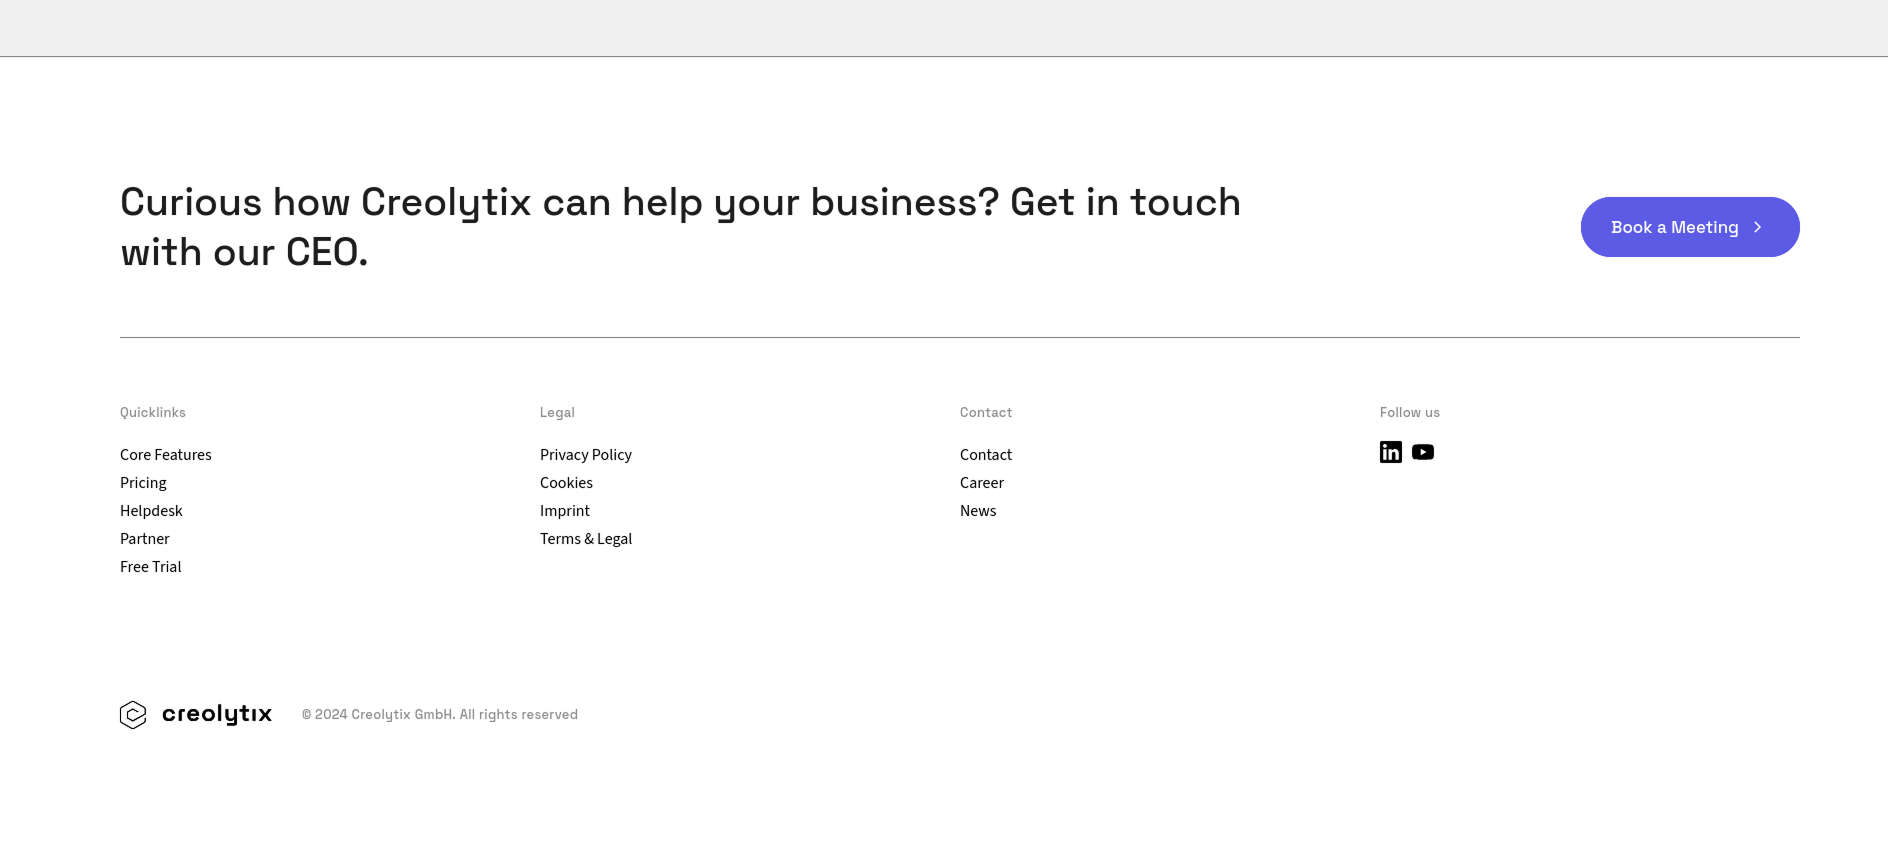 Curious how Creolytix can help your business? Get in touch
with our CEO.
Book a Meeting
Quicklinks
Core Features
Pricing
Helpdesk
Partner
Free Trial
Legal
Privacy Policy
Cookies
Imprint
Terms & Legal
Contact
Contact
Career
News
Follow us
in
creolytix
© 2024 Creolytix GmbH. All rights reserved